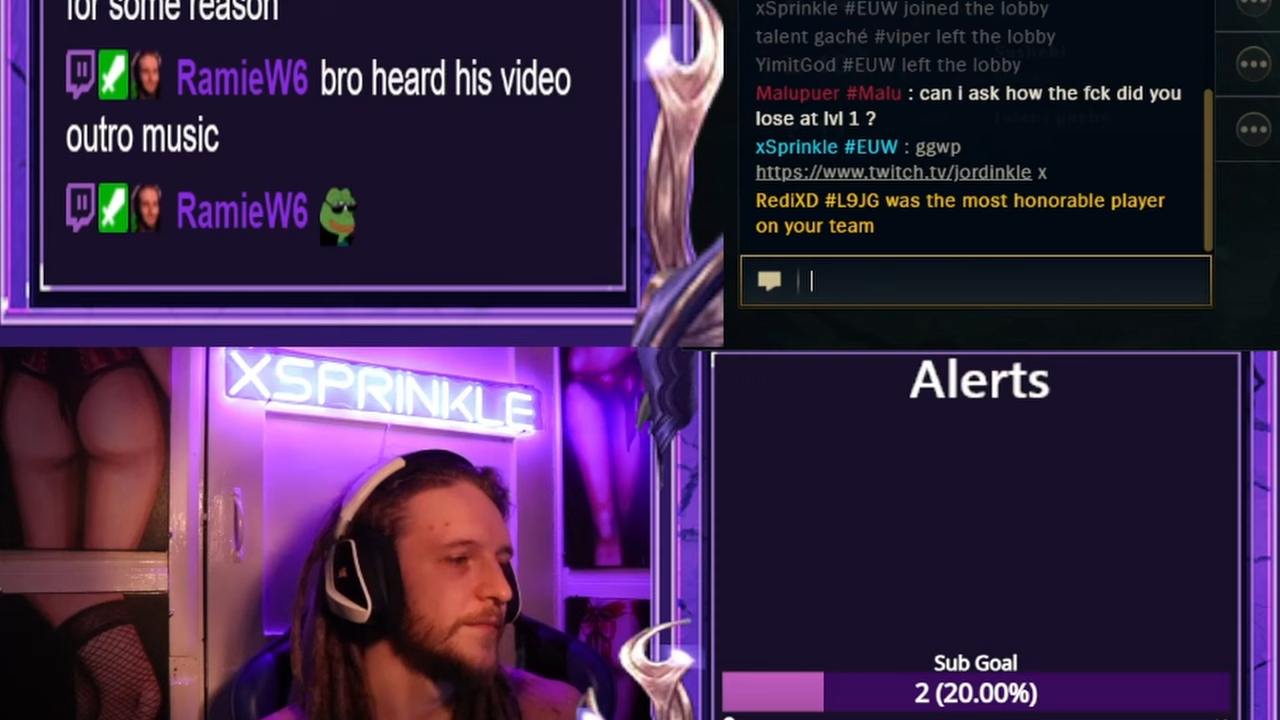 for some reason
RamieW6 bro heard his video
outro music
RamieW6
xSprinkle #EUW joined the lobby
talent gaché #viper left the lobby
YimitGod #EUW left the lobby
Malupuer #Malu : can i ask how the fck did you
lose at lvl 1 ?
xSprinkle #EUW : ggwp
https://www.twitch.tv/jordinkle x
RediXD #L9JG was the most honorable player
on your team
XSPRINKLE
Alerts
Sub Goal
2 (20.00%)